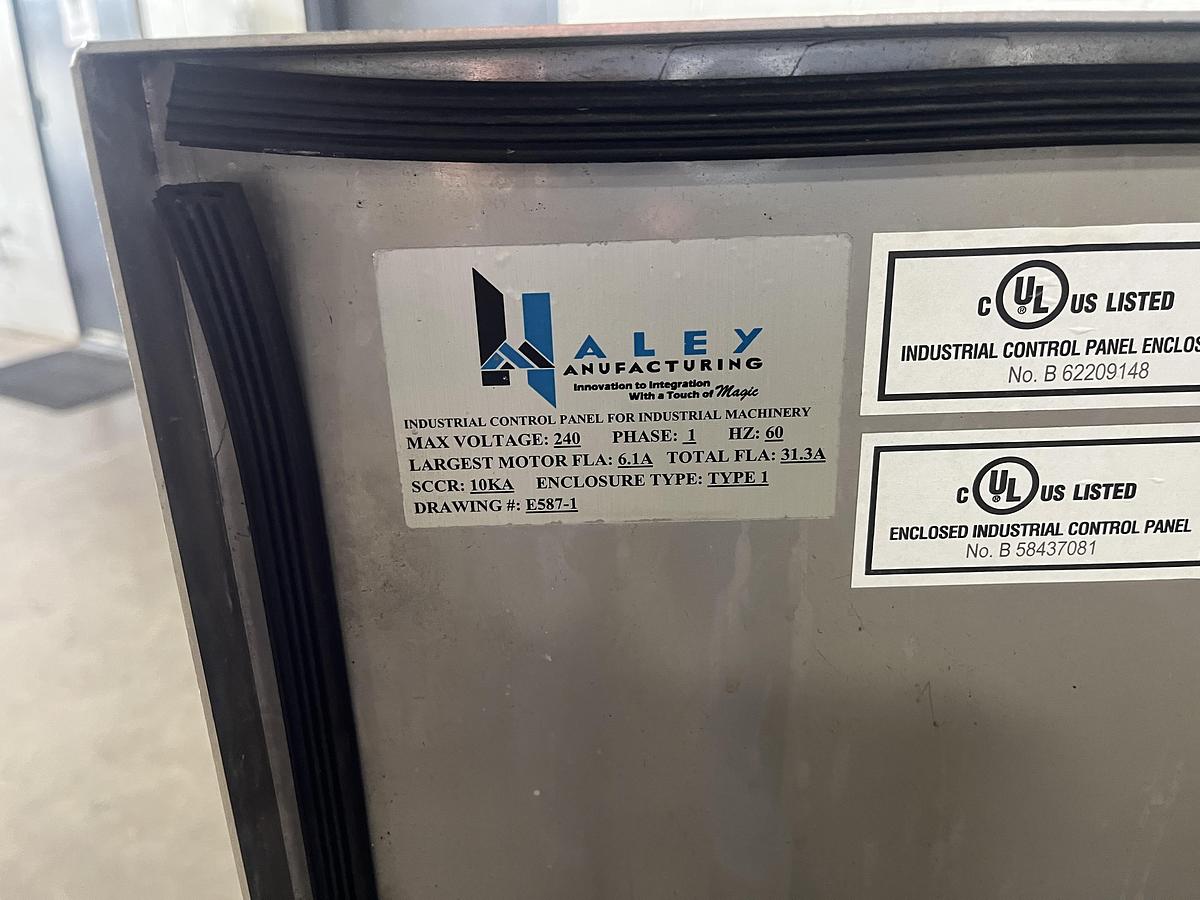 HALEY
MANUFACTURING
Innovation to Integration
With a Touch of Magic
INDUSTRIAL CONTROL PANEL FOR INDUSTRIAL MACHINERY
MAX VOLTAGE: 240 PHASE: 1 HZ: 60
LARGEST MOTOR FLA: 6.1A TOTAL FLA: 31.3A
SCCR: 10KA ENCLOSURE TYPE: TYPE 1
DRAWING #: E587-1
C UL ® US LISTED
INDUSTRIAL CONTROL PANEL ENCLOS
No. B 62209148
C UL ® US LISTED
ENCLOSED INDUSTRIAL CONTROL PANEL
No. B 58437081